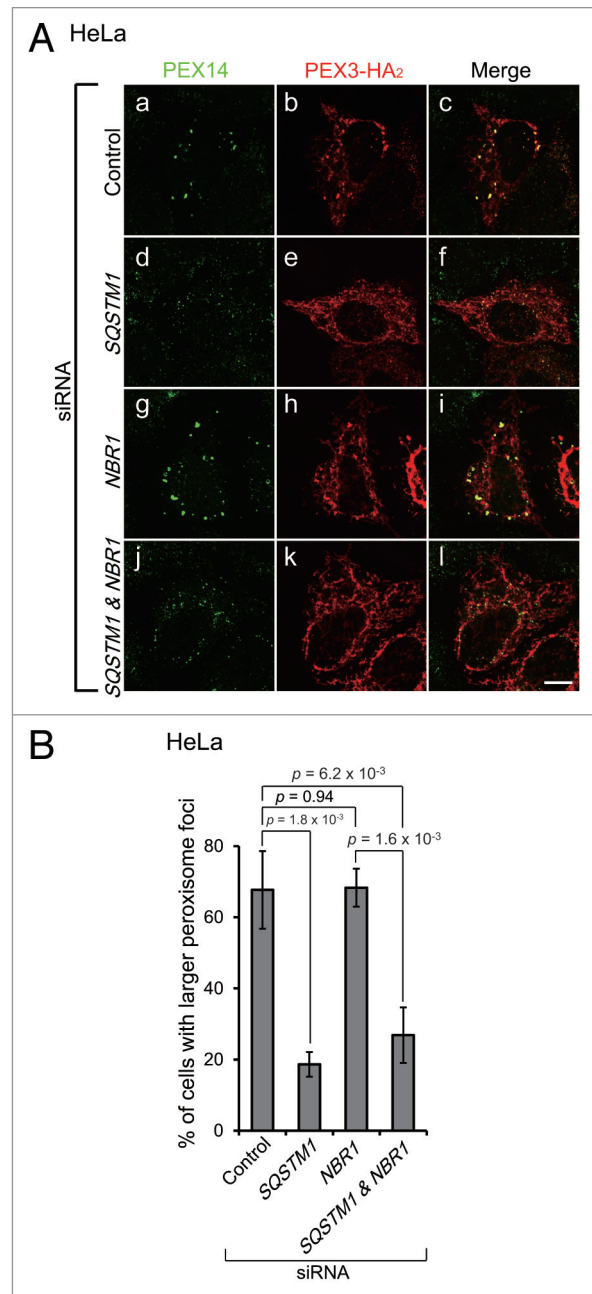 A HeLa
PEX14 PEX3-HA₂ Merge
siRNA
Control
a b c
SQSTM1
d e f
NBR1
g h i
SQSTM1 & NBR1
j k l
B HeLa
p = 6.2 x 10⁻³
p = 0.94
p = 1.8 x 10⁻³
p = 1.6 x 10⁻³
% of cells with larger peroxisome foci
80
60
40
20
0
Control SQSTM1 NBR1 SQSTM1 & NBR1
siRNA